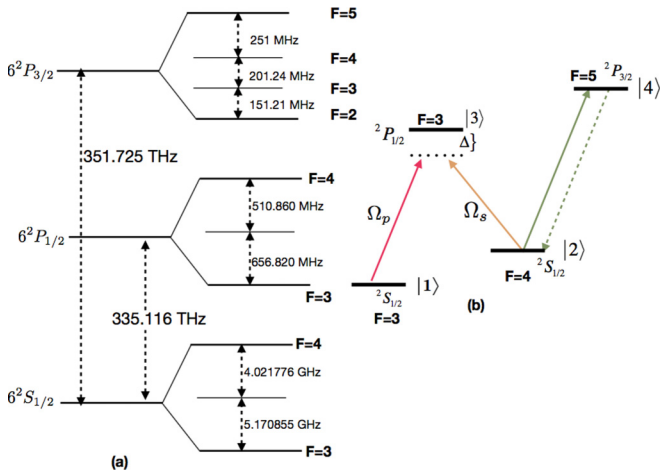 F=5
251 MHz
F=4
201.24 MHz
F=3
151.21 MHz
F=2
6²P₃/₂
351.725 THz
F=4
510.860 MHz
6²P₁/₂
656.820 MHz
F=3
335.116 THz
F=4
4.021776 GHz
6²S₁/₂
5.170855 GHz
F=3
(a)
F=5 ²P₃/₂ |4⟩
F=3 |3⟩
²P₁/₂
Δ}
Ωp
Ωs
|2⟩
F=4 ²S₁/₂
²S₁/₂ |1⟩
F=3
(b)